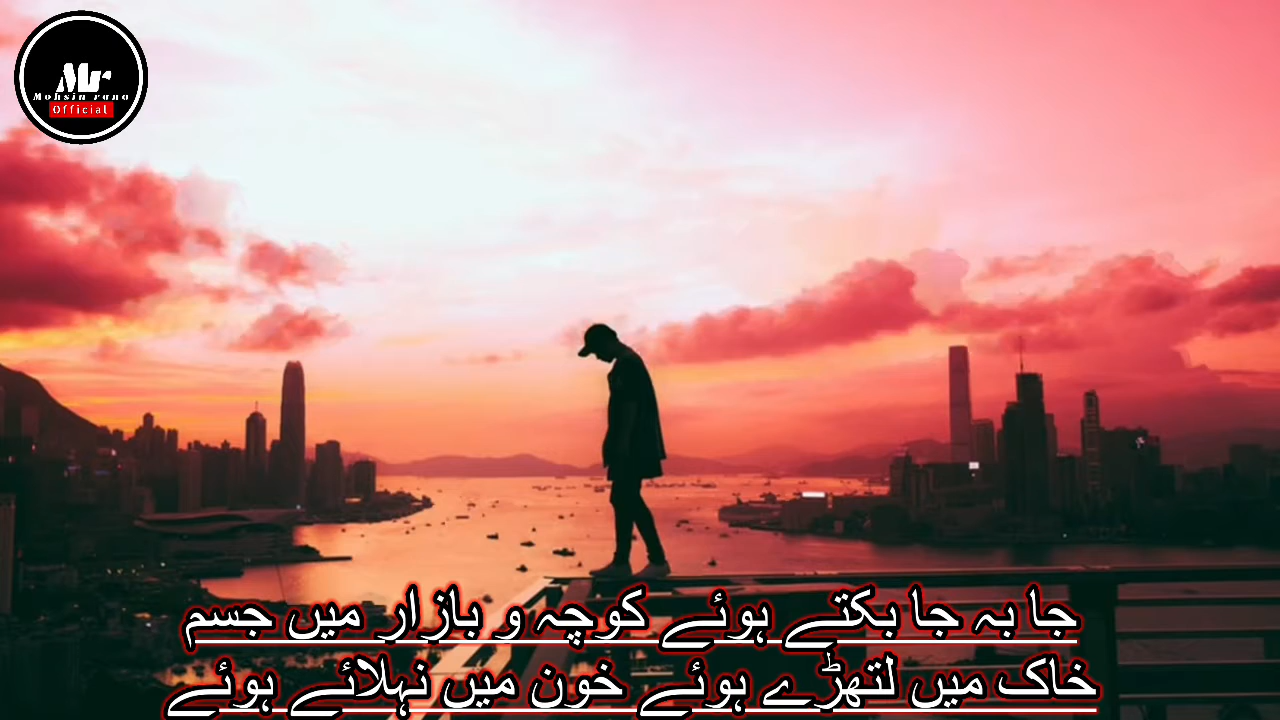 Mr
Mohsin rano
Official
جا بہ جا بکتے ہوئے کوچہ و بازار میں جسم
خاک میں لتھڑے ہوئے خون میں نہلائے ہوئے